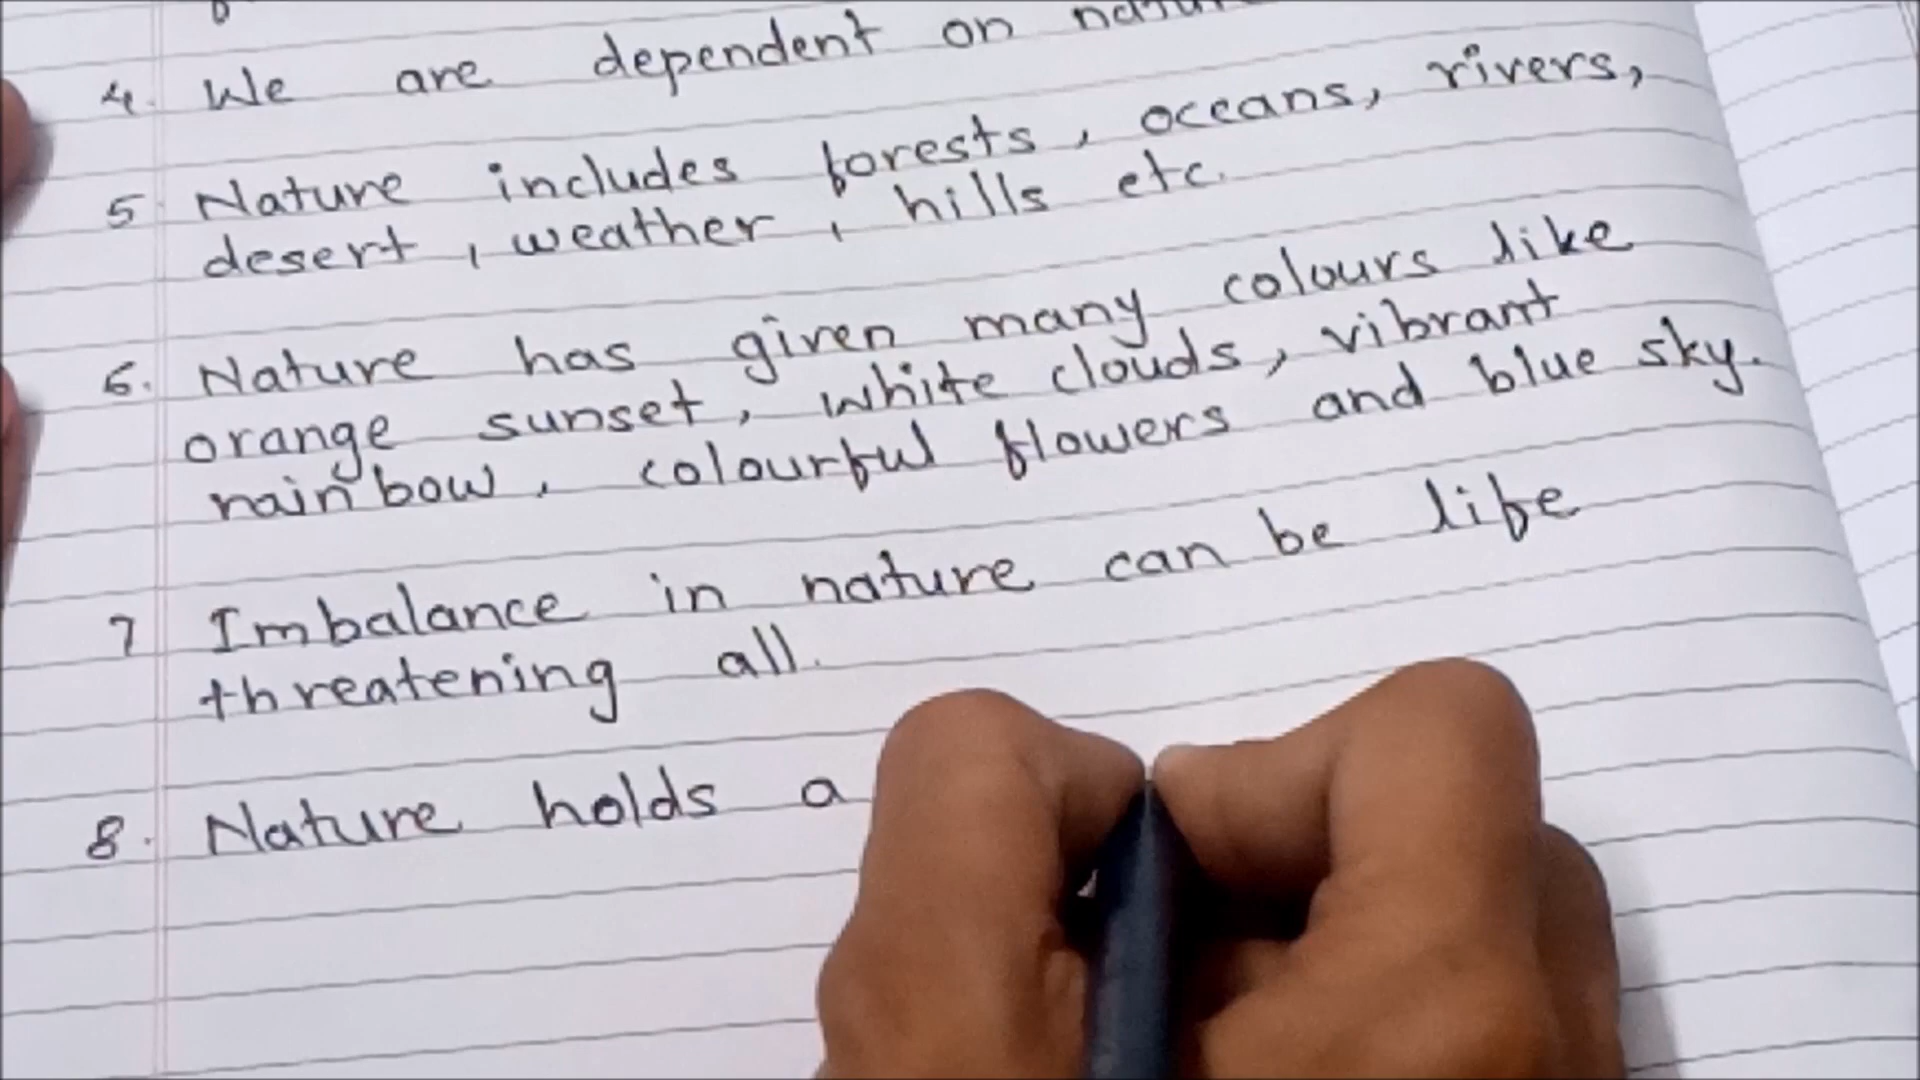 4. We are dependent on
5. Nature includes forests, oceans, rivers,
desert, weather, hills etc.
6. Nature has given many colours like
orange sunset, white clouds, vibrant
rainbow, colourful flowers and blue sky.
7 Imbalance in nature can be life
threatening all.
8. Nature holds a